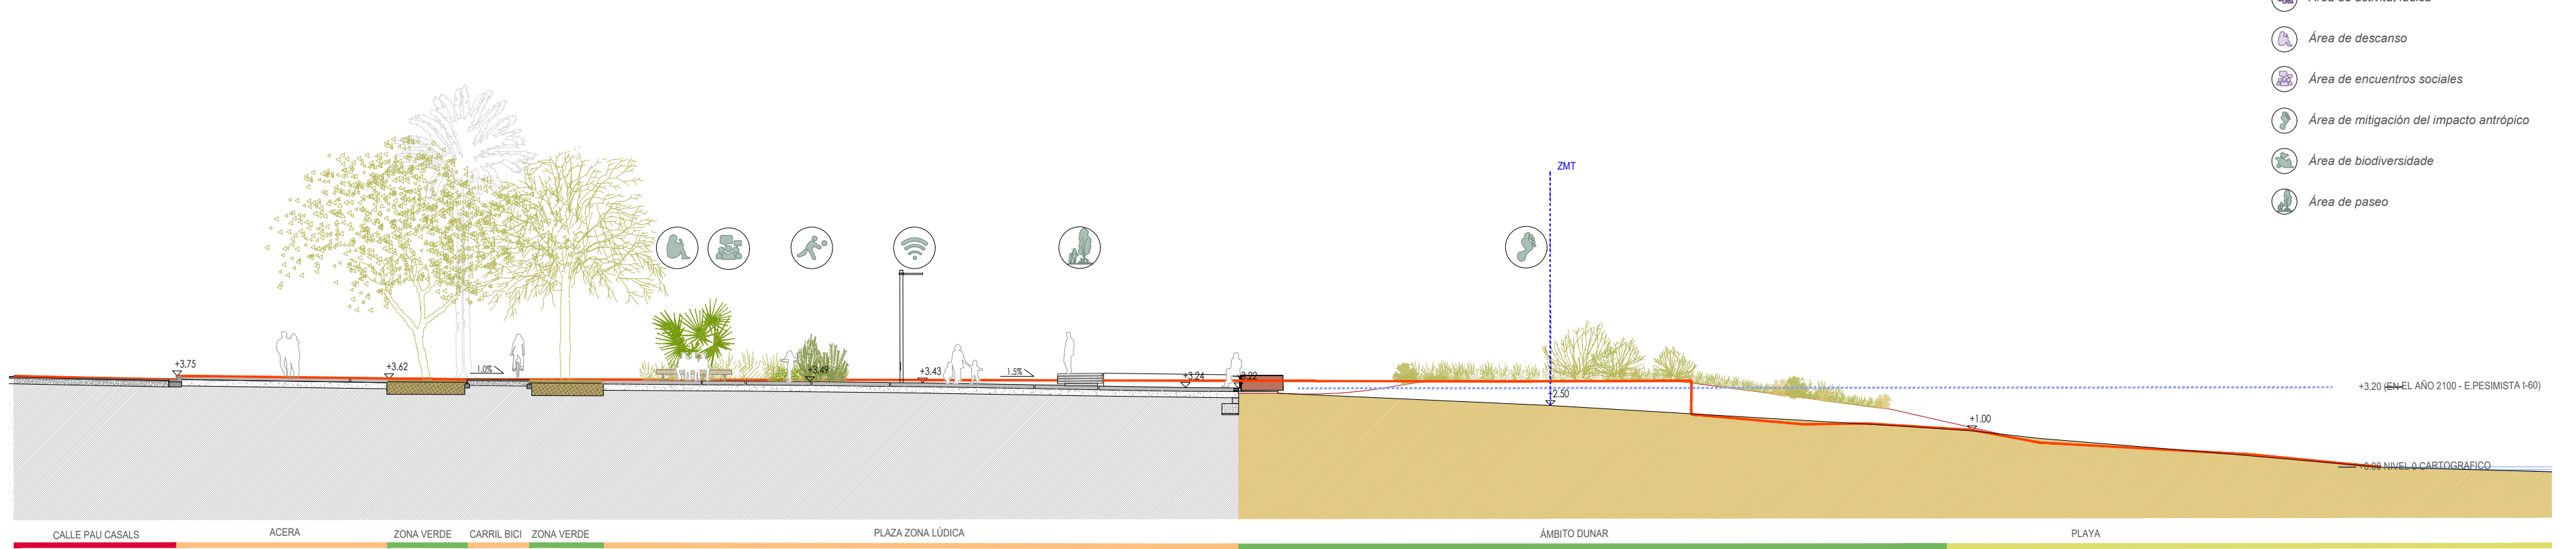 Área de descanso
Área de encuentros sociales
Àrea de mitigación del impacto antrópico
Área de biodiversidade
Área de paseo
ZMT
+3.75
+3.62
1.0%
+3.49
+3.43
1.5%
+3.24
3.22
+2.50
+3.20 (EN EL AÑO 2100 - E.PESIMISTA t-60)
+1.00
+0.00 NIVEL 0 CARTOGRAFICO
CALLE PAU CASALS
ACERA
ZONA VERDE
CARRIL BICI
ZONA VERDE
PLAZA ZONA LÚDICA
ÁMBITO DUNAR
PLAYA